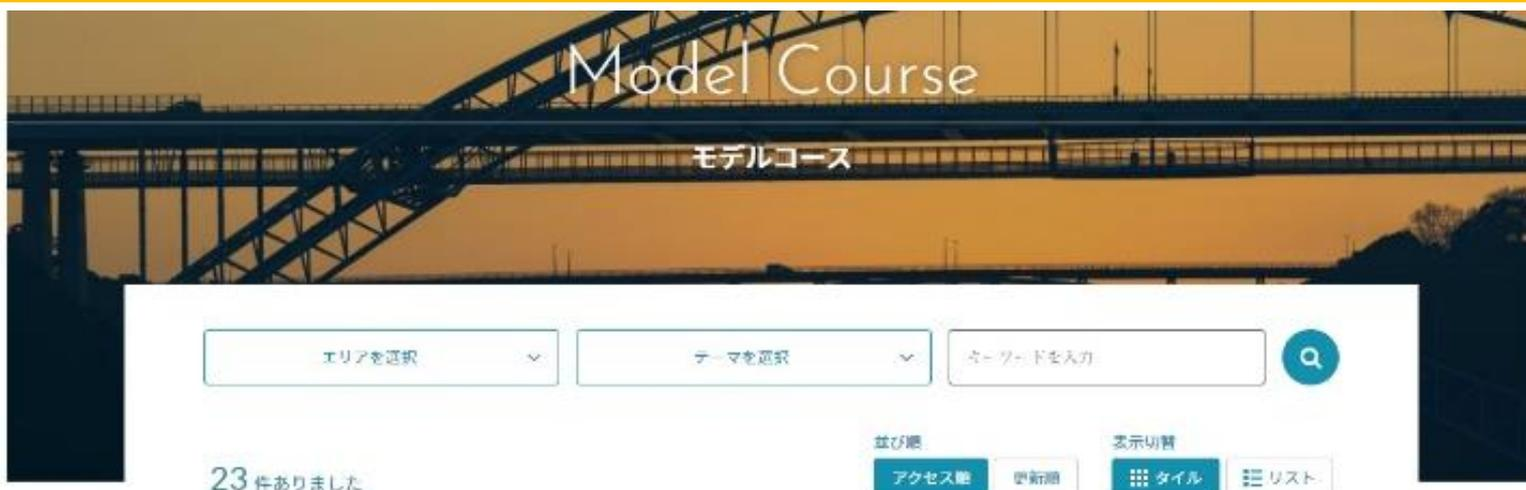 Model Course
モデルコース
エリアを選択
テーマを選択
キーワードを入力
並び順
表示切替
23 件ありました
アクセス順
更新順
タイル
リスト